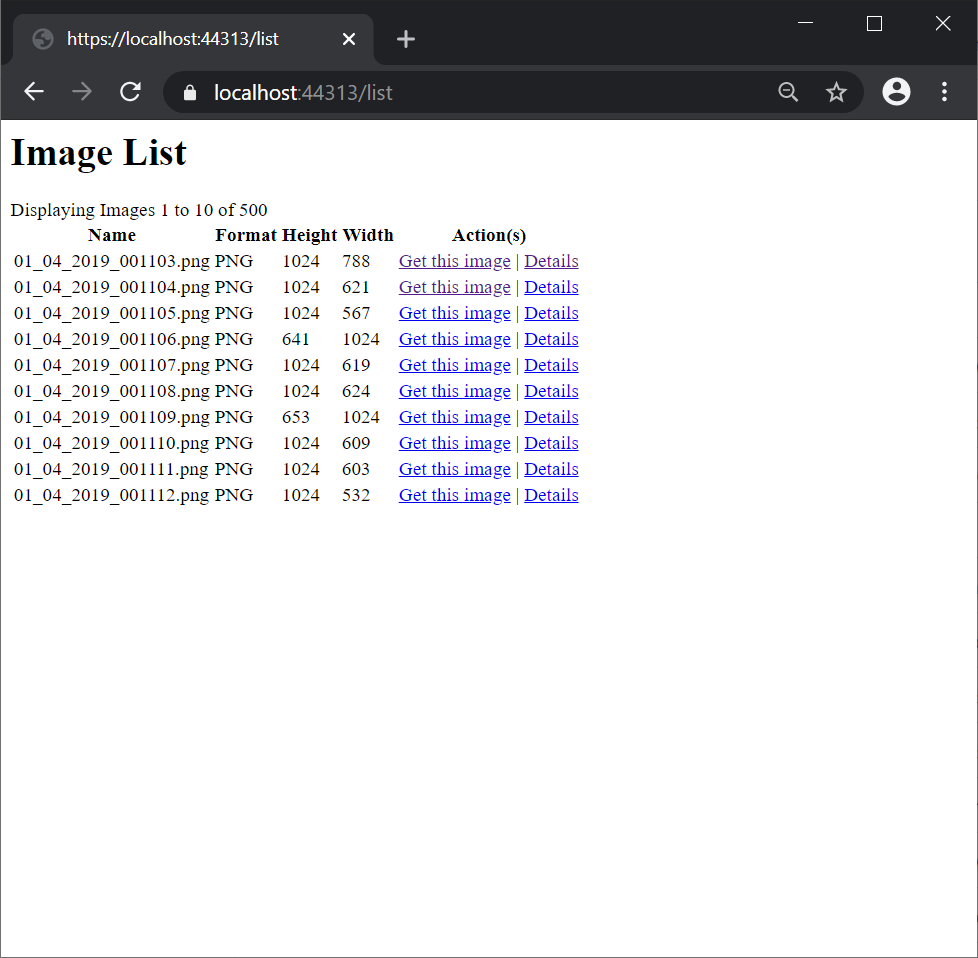 https://localhost:44313/list
localhost:44313/list
Image List
Displaying Images 1 to 10 of 500
Name Format Height Width Action(s)
01_04_2019_001103.png PNG 1024 788 Get this image | Details
01_04_2019_001104.png PNG 1024 621 Get this image | Details
01_04_2019_001105.png PNG 1024 567 Get this image | Details
01_04_2019_001106.png PNG 641 1024 Get this image | Details
01_04_2019_001107.png PNG 1024 619 Get this image | Details
01_04_2019_001108.png PNG 1024 624 Get this image | Details
01_04_2019_001109.png PNG 653 1024 Get this image | Details
01_04_2019_001110.png PNG 1024 609 Get this image | Details
01_04_2019_001111.png PNG 1024 603 Get this image | Details
01_04_2019_001112.png PNG 1024 532 Get this image | Details